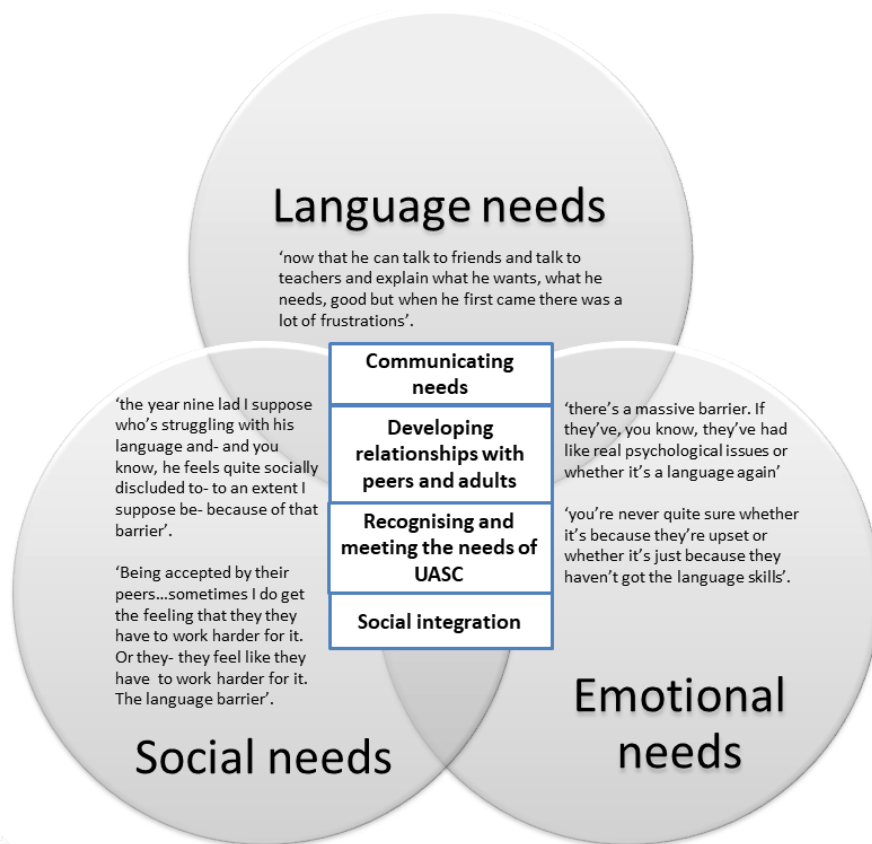 Language needs
‘now that he can talk to friends and talk to
teachers and explain what he wants, what he
needs, good but when he first came there was a
lot of frustrations’.
Communicating
needs
Developing
relationships with
peers and adults
Recognising and
meeting the needs of
UASC
Social integration
‘the year nine lad I suppose
who’s struggling with his
language and- and you
know, he feels quite socially
discluded to- to an extent I
suppose be- because of that
barrier’.
‘Being accepted by their
peers…sometimes I do get
the feeling that they they
have to work harder for it.
Or they- they feel like they
have to work harder for it.
The language barrier’.
Social needs
‘there’s a massive barrier. If
they’ve, you know, they’ve had
like real psychological issues or
whether it’s a language again’
‘you’re never quite sure whether
it’s because they’re upset or
whether it’s just because they
haven’t got the language skills’.
Emotional
needs